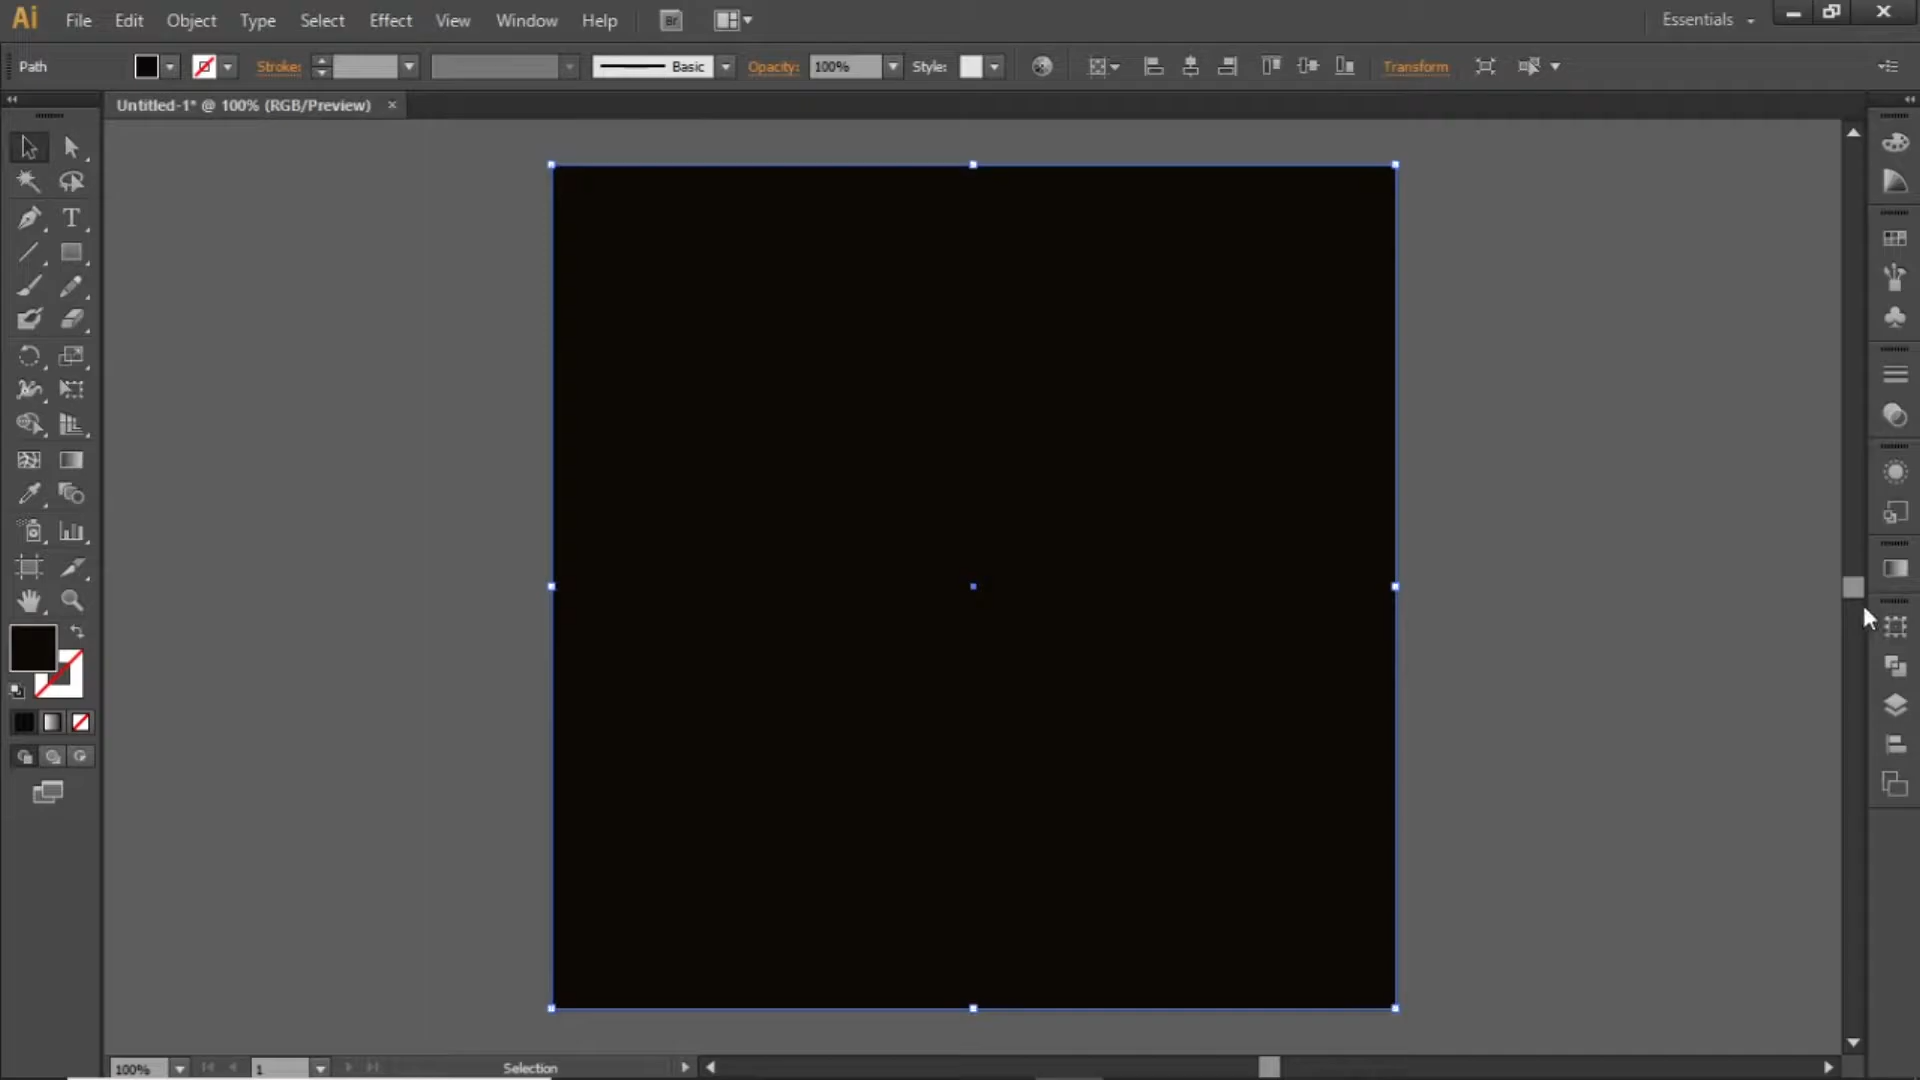 Ai File Edit Object Type Select Effect View Window Help Br Essentials
Path Stroke: Basic Opacity: 100% Style: Transform
Untitled-1* @ 100% (RGB/Preview) ×
T
100% 1 Selection